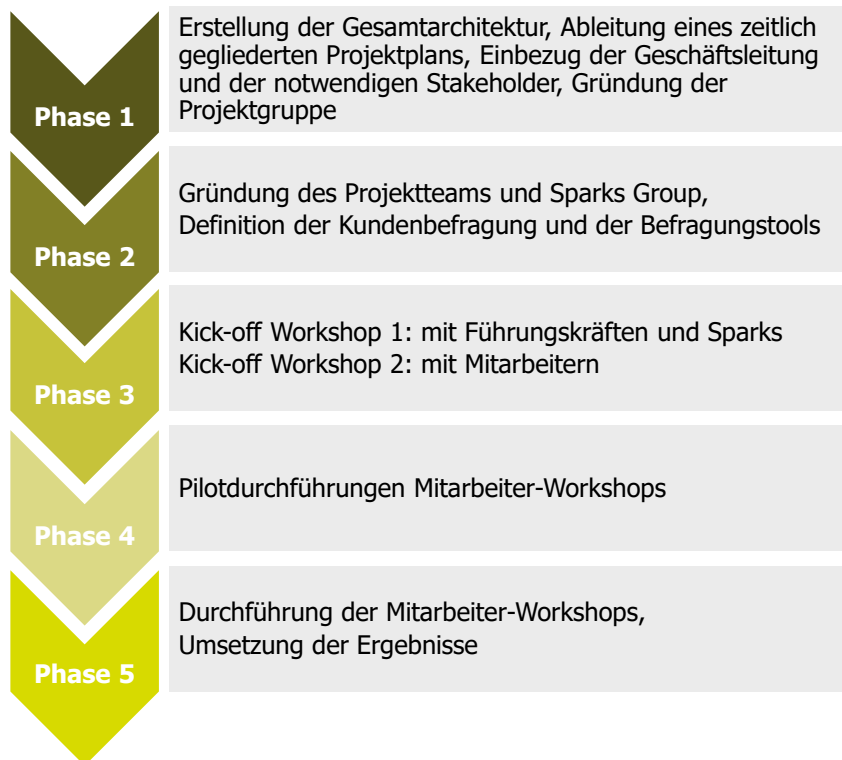 Phase 1
Erstellung der Gesamtarchitektur, Ableitung eines zeitlich
gegliederten Projektplans, Einbezug der Geschäftsleitung
und der notwendigen Stakeholder, Gründung der
Projektgruppe
Phase 2
Gründung des Projektteams und Sparks Group,
Definition der Kundenbefragung und der Befragungstools
Phase 3
Kick-off Workshop 1: mit Führungskräften und Sparks
Kick-off Workshop 2: mit Mitarbeitern
Phase 4
Pilotdurchführungen Mitarbeiter-Workshops
Phase 5
Durchführung der Mitarbeiter-Workshops,
Umsetzung der Ergebnisse